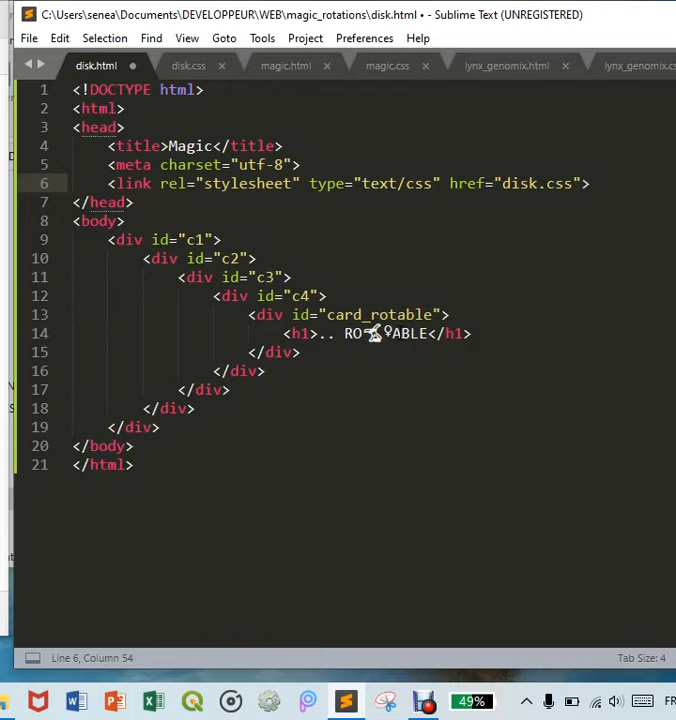 C:\Users\senea\Documents\DEVELOPPEUR\WEB\magic_rotations\disk.html • - Sublime Text (UNREGISTERED)
File Edit Selection View Goto Tools Project Preferences Help
disk.html disk.css magic.html magic.css lynx_genomix.html lynx_genomix.cs
1 <!DOCTYPE html>
2 <html>
3 <head>
4 <title>Magic</title>
5 <meta charset="utf-8">
6 <link rel="stylesheet" type="text/css" href="disk.css">
7 </head>
8 <body>
9 <div id="c1">
10 <div id="c2">
11 <div id="c3">
12 <div id="c4">
13 <div id="card_rotable">
14 <h1>.. RO ♀ABLE</h1>
15 </div>
16 </div>
17 </div>
18 </div>
19 </div>
20 </body>
21 </html>
Line 6, Column 54 Tab Size: 4
49% FR